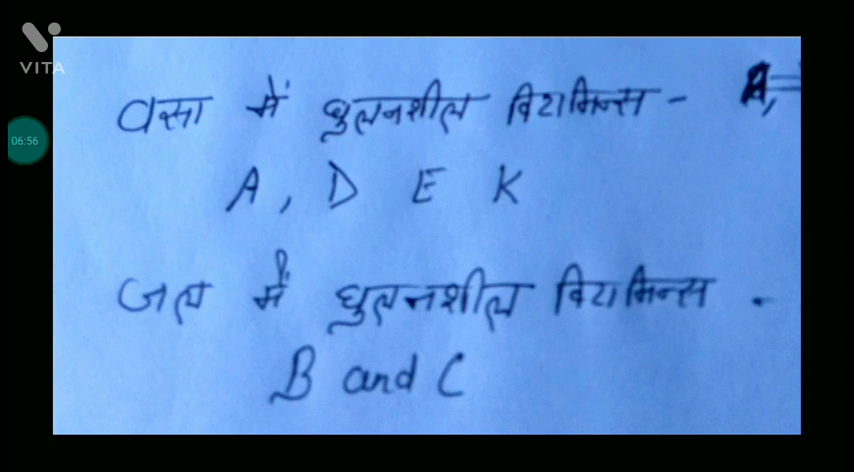 VITA
06:56
वसा में घुलनशील विटामिन्स - A,
A, D E K
जल में घुलनशील विटामिन्स .
B and C